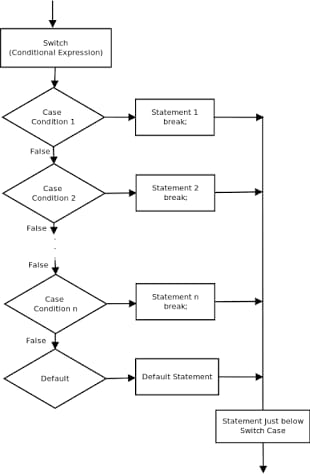 Switch
(Conditional Expression)
Case
Condition 1
Statement 1
break;
False
Case
Condition 2
Statement 2
break;
False
.
.
False
Case
Condition n
Statement n
break;
False
Default
Default Statement
Statement Just below
Switch Case